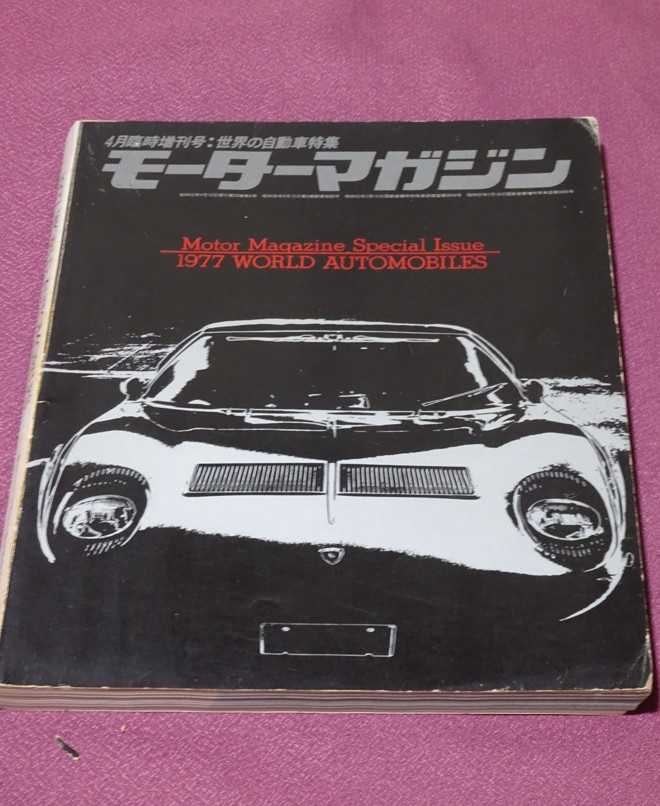 4月臨時増刊号:世界の自動車特集
モーターマガジン
Motor Magazine Special Issue
1977 WORLD AUTOMOBILES